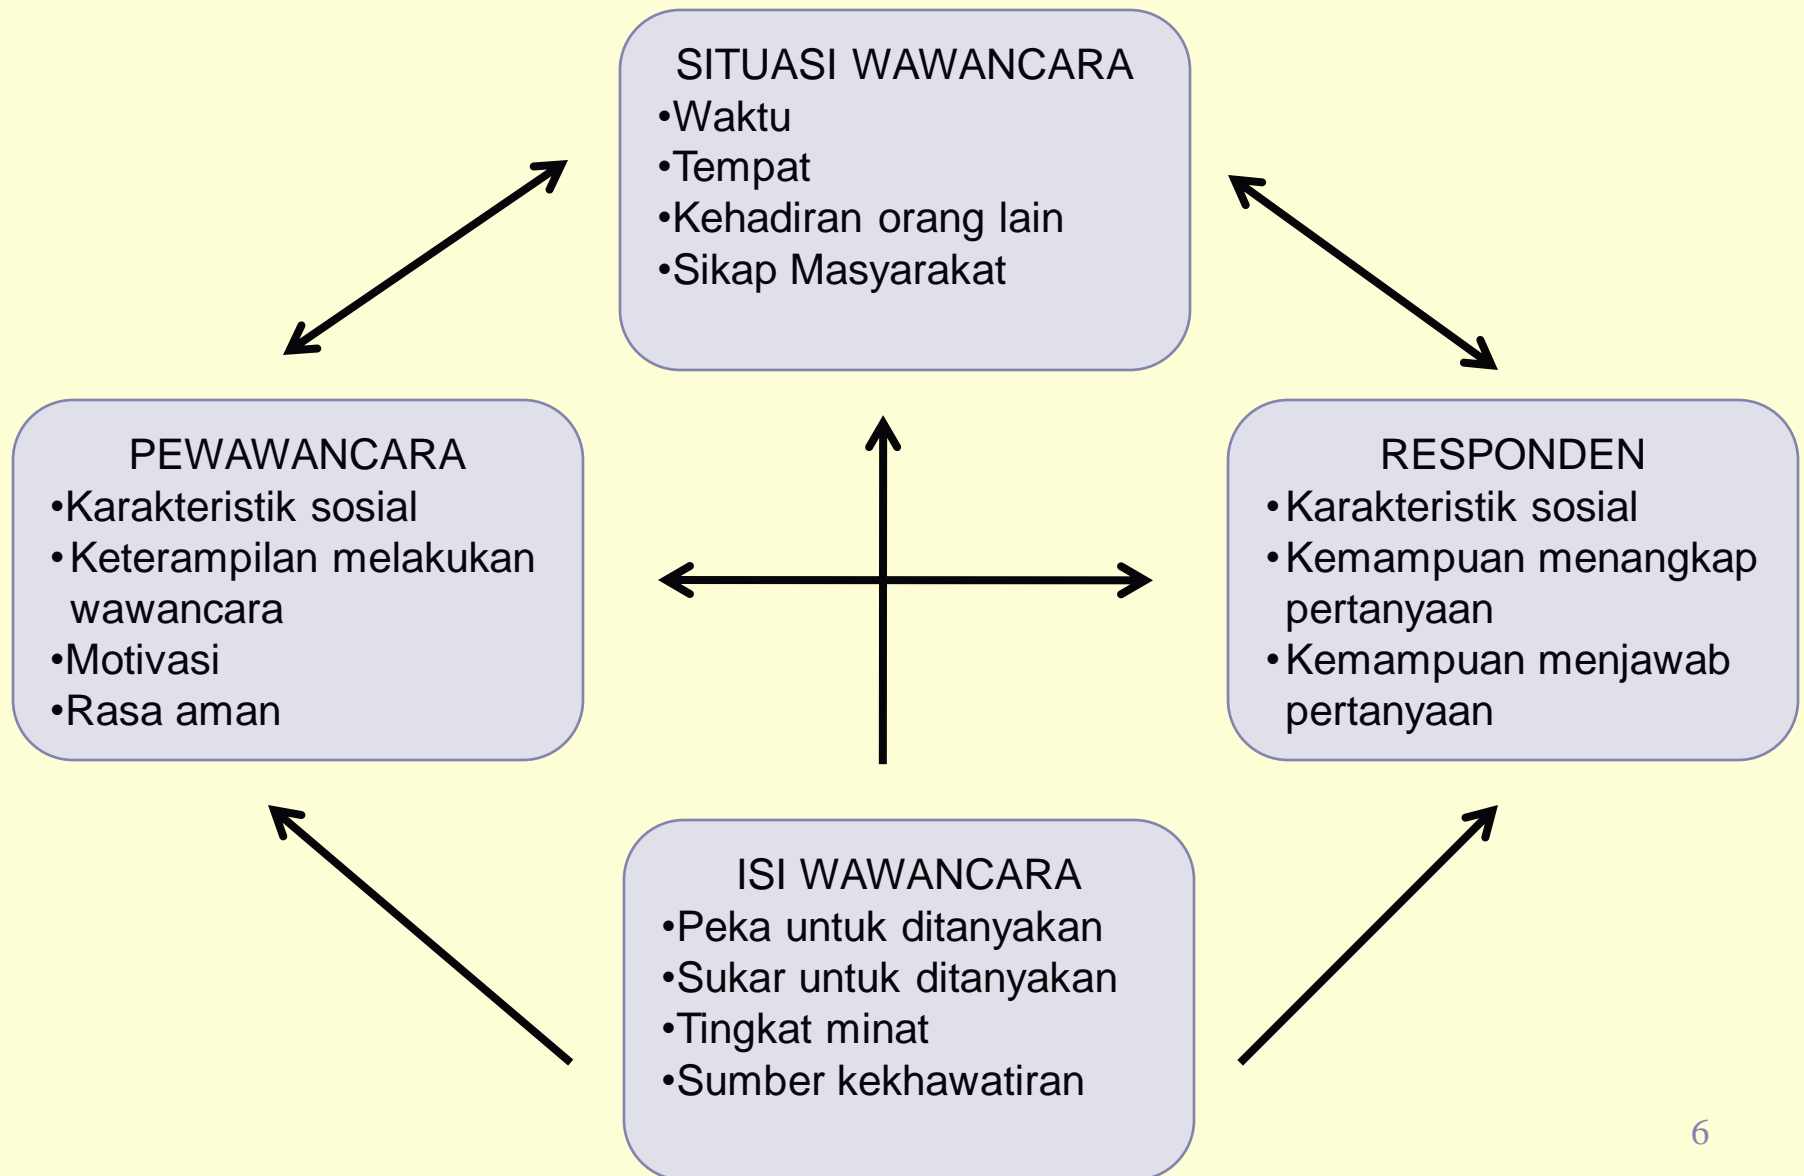 SITUASI WAWANCARA
•Waktu
•Tempat
•Kehadiran orang lain
•Sikap Masyarakat
PEWAWANCARA
•Karakteristik sosial
•Keterampilan melakukan
wawancara
•Motivasi
•Rasa aman
RESPONDEN
•Karakteristik sosial
•Kemampuan menangkap
pertanyaan
•Kemampuan menjawab
pertanyaan
ISI WAWANCARA
•Peka untuk ditanyakan
•Sukar untuk ditanyakan
•Tingkat minat
•Sumber kekhawatiran
6